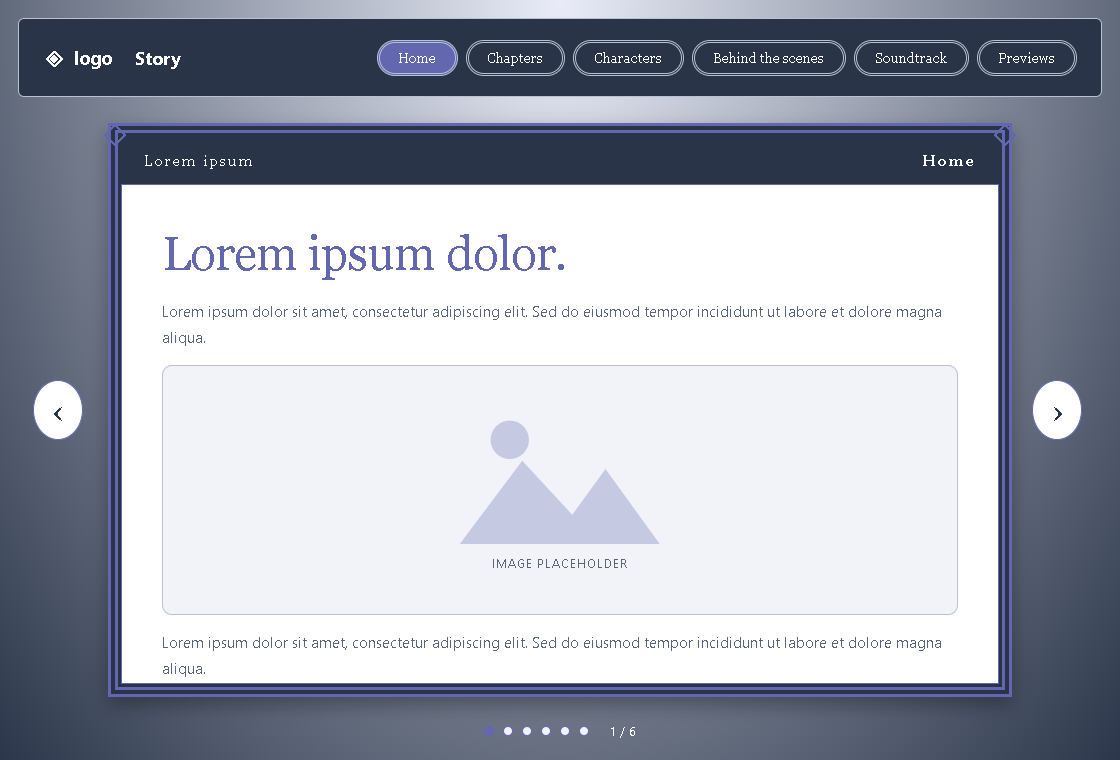 logo Story Home Chapters Characters Behind the scenes Soundtrack Previews
Lorem ipsum Home
Lorem ipsum dolor.
Lorem ipsum dolor sit amet, consectetur adipiscing elit. Sed do eiusmod tempor incididunt ut labore et dolore magna
aliqua.
IMAGE PLACEHOLDER
Lorem ipsum dolor sit amet, consectetur adipiscing elit. Sed do eiusmod tempor incididunt ut labore et dolore magna
aliqua.
1 / 6